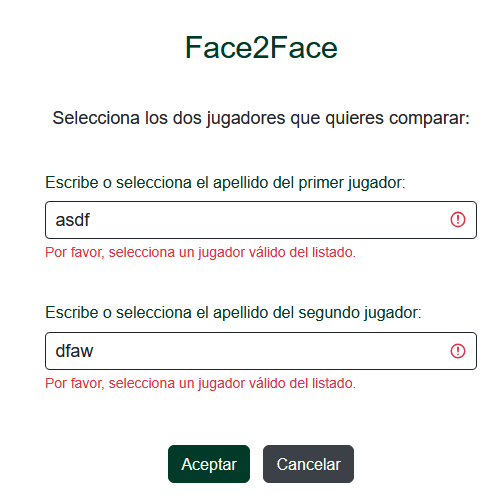 Face2Face
Selecciona los dos jugadores que quieres comparar:
Escribe o selecciona el apellido del primer jugador:
asdf
Por favor, selecciona un jugador válido del listado.
Escribe o selecciona el apellido del segundo jugador:
dfaw
Por favor, selecciona un jugador válido del listado.
Aceptar Cancelar